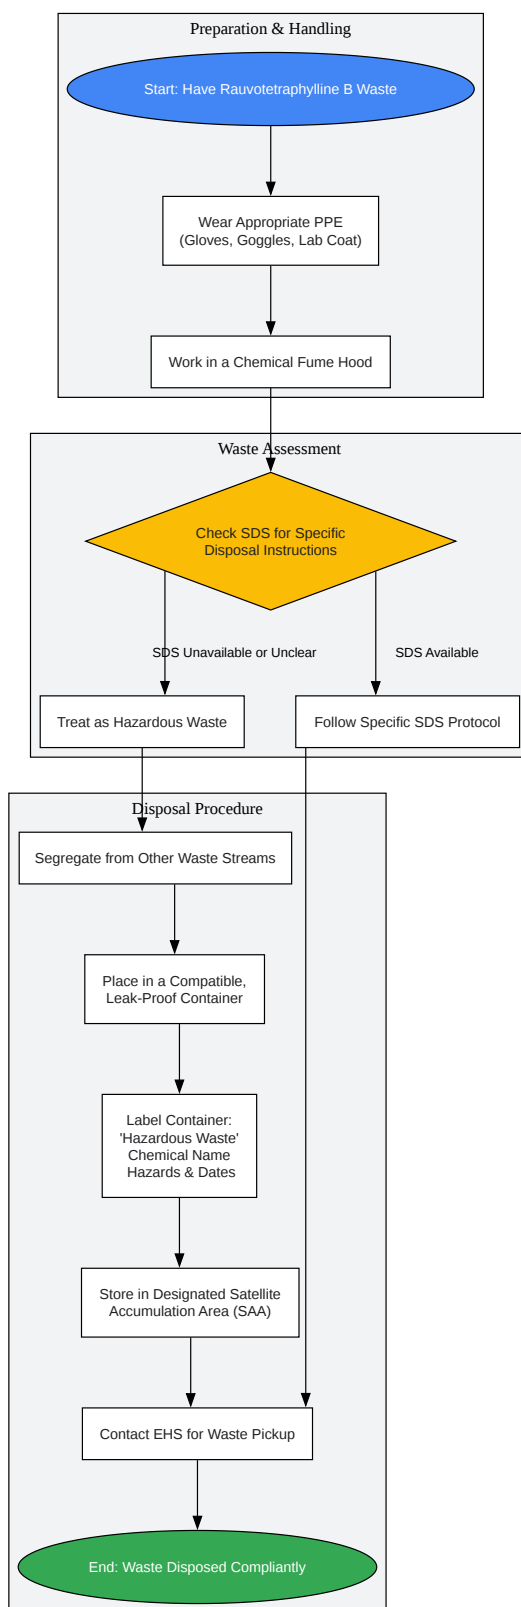 Preparation & Handling
Start: Have Rauvotetraphylline B Waste
Wear Appropriate PPE
(Gloves, Goggles, Lab Coat)
Work in a Chemical Fume Hood
Waste Assessment
Check SDS for Specific
Disposal Instructions
SDS Unavailable or Unclear
SDS Available
Treat as Hazardous Waste
Follow Specific SDS Protocol
Disposal Procedure
Segregate from Other Waste Streams
Place in a Compatible,
Leak-Proof Container
Label Container:
'Hazardous Waste'
Chemical Name
Hazards & Dates
Store in Designated Satellite
Accumulation Area (SAA)
Contact EHS for Waste Pickup
End: Waste Disposed Compliantly